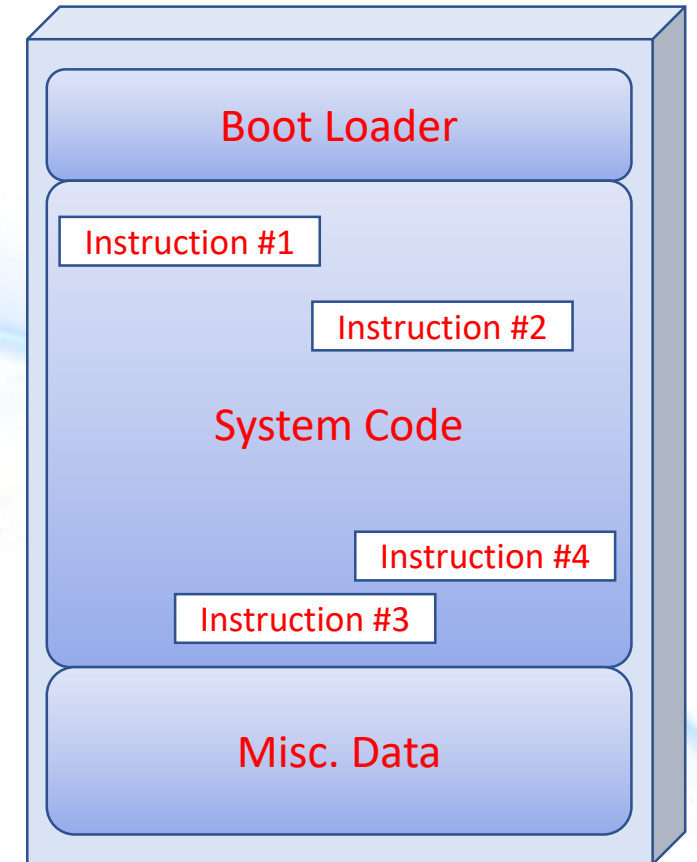 Boot Loader
Instruction #1
Instruction #2
System Code
Instruction #4
Instruction #3
Misc. Data